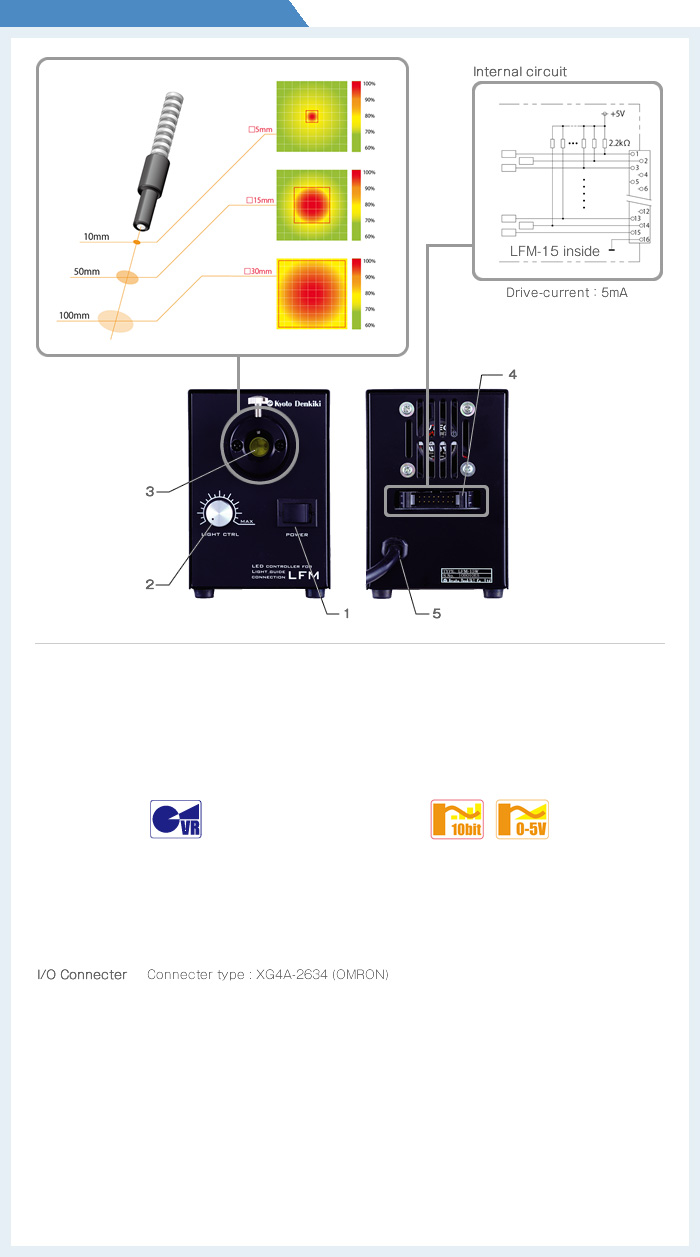 Internal circuit
100%
90%
80%
70%
60%
□5mm
100%
90%
80%
70%
60%
□15mm
100%
90%
80%
70%
60%
□30mm
10mm
50mm
100mm
+5V
2.2kΩ
1
2
3
4
5
6
12
13
14
15
16
LFM-15 inside
Drive-current : 5mA
Kyoto Denkiki
3
LIGHT CTRL
MAX
POWER
2
LED CONTROLLER FOR
LIGHT GUIDE
CONNECTION LFM
1
4
5
VR
10bit
0-5V
I/O Connecter Connecter type : XG4A-2634 (OMRON)